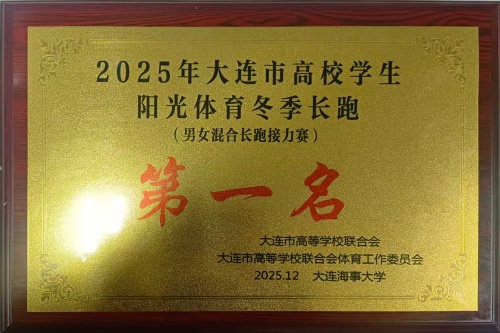 2025年大连市高校学生
阳光体育冬季长跑
（男女混合长跑接力赛）
第一名
大连市高等学校联合会
大连市高等学校联合会体育工作委员会
2025.12 大连海事大学